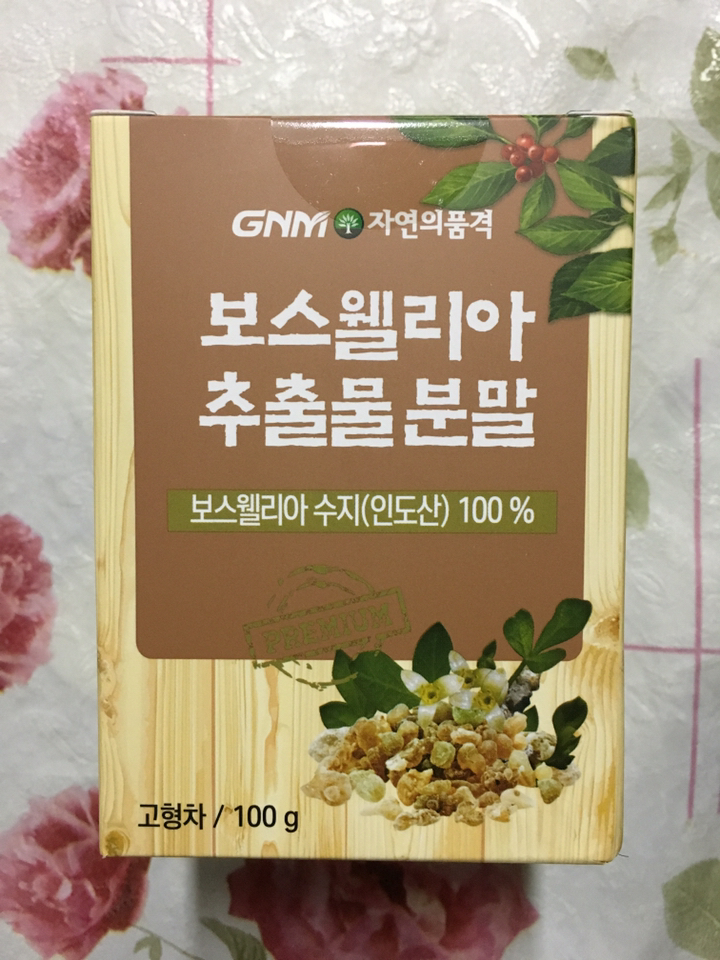 GNM 자연의품격
보스웰리아
추출물 분말
보스웰리아 수지(인도산) 100 %
PREMIUM
고형차 / 100 g